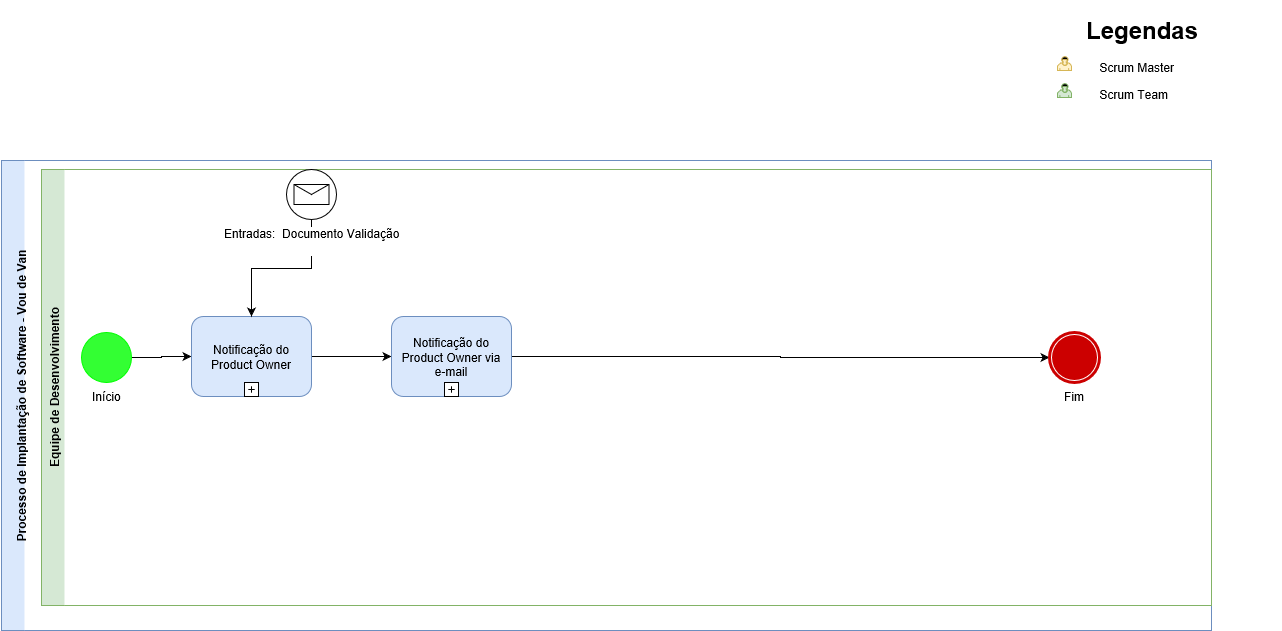 Legendas
Scrum Master
Scrum Team
Processo de Implantação de Software - Vou de Van
Equipe de Desenvolvimento
Entradas:  Documento Validação
Início
Notificação do
Product Owner
+
Notificação do
Product Owner via
e-mail
+
Fim